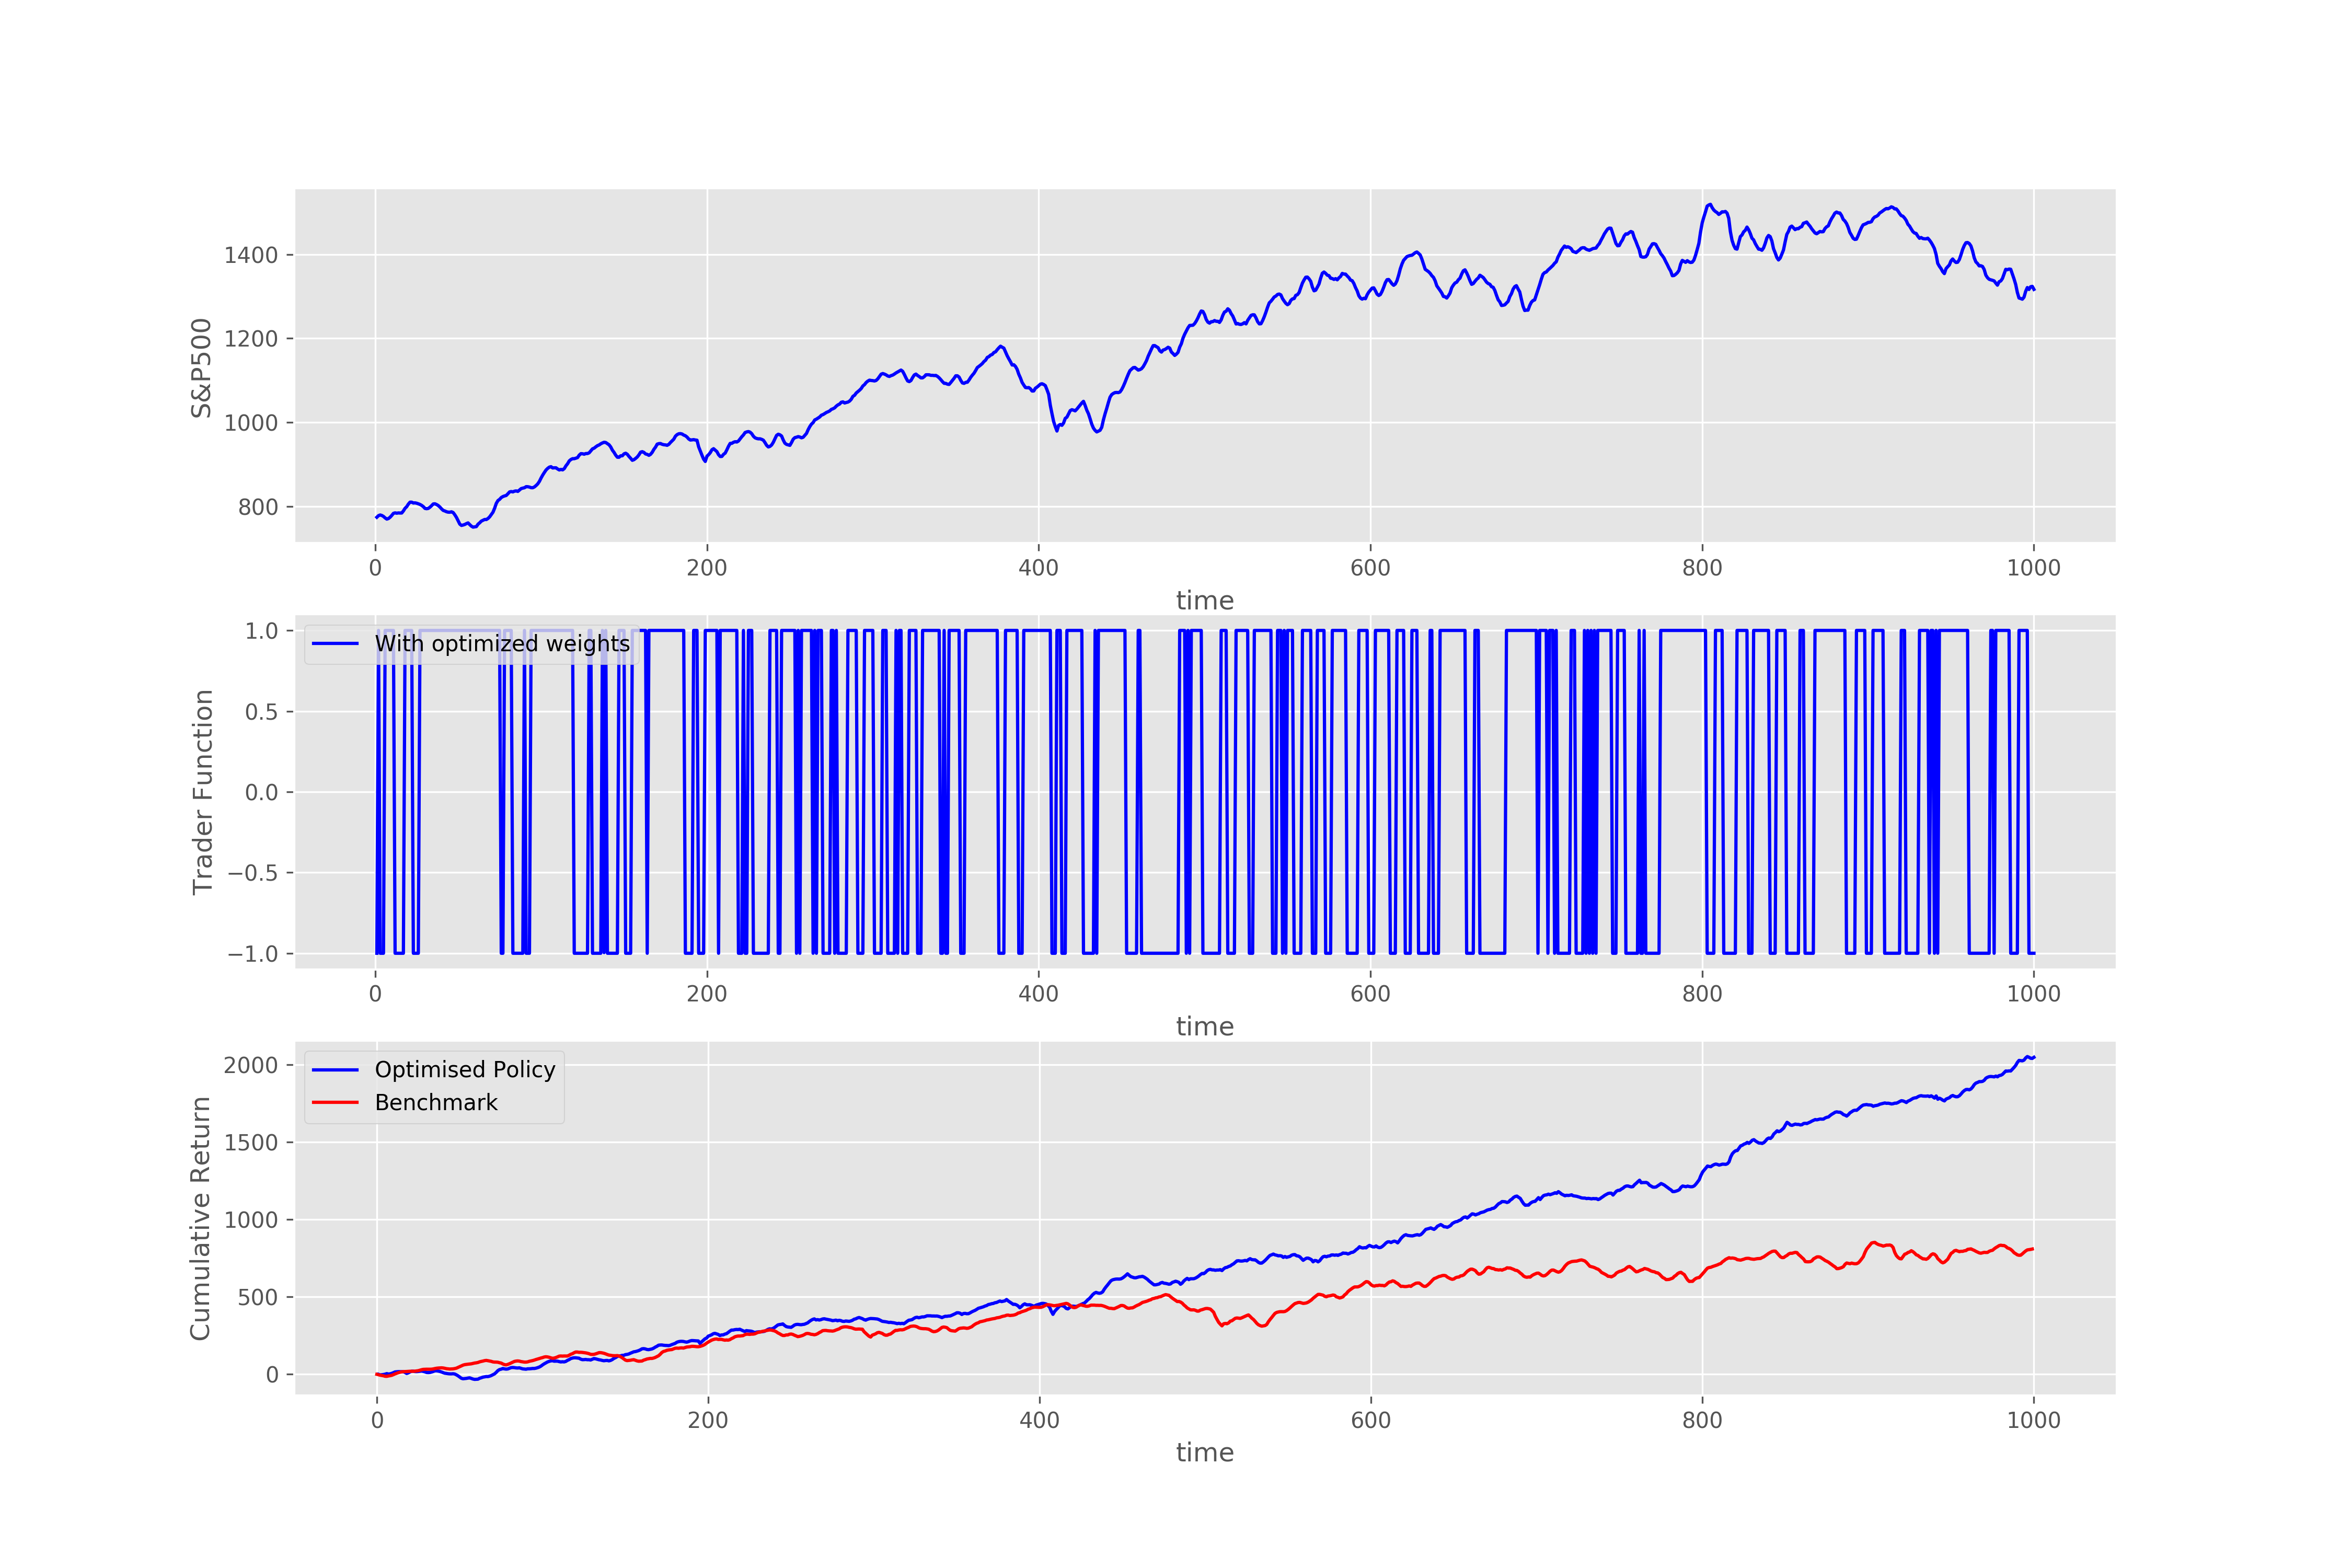 1400
1200
1000
800
S&P500
0 200 400 600 800 1000
time
With optimized weights
1.0
0.5
0.0
−0.5
−1.0
Trader Function
0 200 400 600 800 1000
time
Optimised Policy
Benchmark
2000
1500
1000
500
0
Cumulative Return
0 200 400 600 800 1000
time